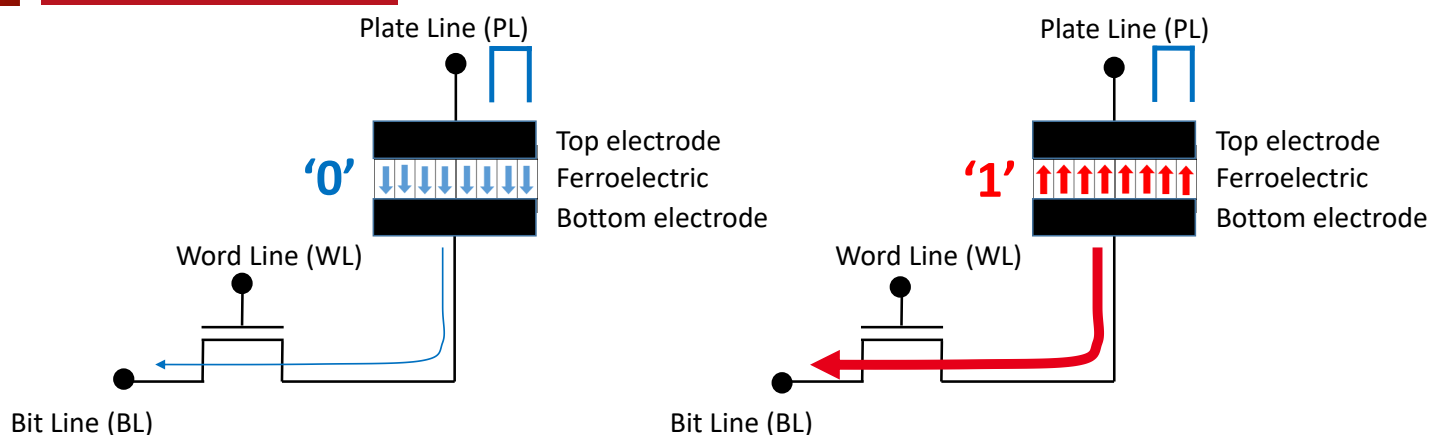 Plate Line (PL)
Top electrode
‘0’
Ferroelectric
Bottom electrode
Word Line (WL)
Bit Line (BL)
Plate Line (PL)
Top electrode
‘1’
Ferroelectric
Bottom electrode
Word Line (WL)
Bit Line (BL)